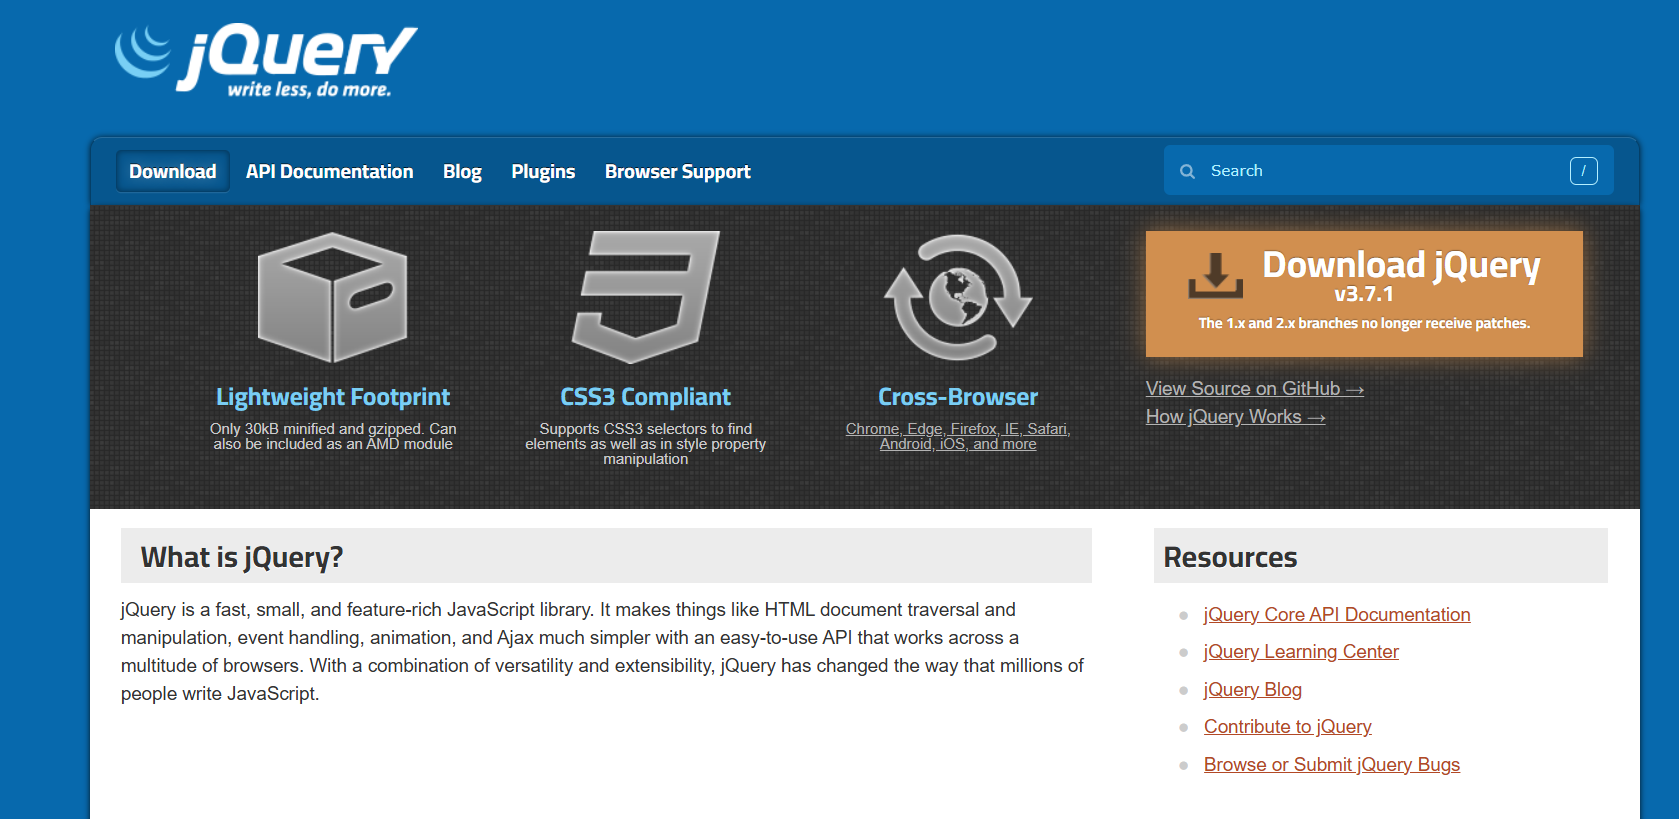 jQuery
write less, do more.
Download
API Documentation
Blog
Plugins
Browser Support
Search
/
Lightweight Footprint
Only 30kB minified and gzipped. Can
also be included as an AMD module
CSS3 Compliant
Supports CSS3 selectors to find
elements as well as in style property
manipulation
Cross-Browser
Chrome, Edge, Firefox, IE, Safari,
Android, iOS, and more
Download jQuery
v3.7.1
The 1.x and 2.x branches no longer receive patches.
View Source on GitHub →
How jQuery Works →
What is jQuery?
jQuery is a fast, small, and feature-rich JavaScript library. It makes things like HTML document traversal and
manipulation, event handling, animation, and Ajax much simpler with an easy-to-use API that works across a
multitude of browsers. With a combination of versatility and extensibility, jQuery has changed the way that millions of
people write JavaScript.
Resources
jQuery Core API Documentation
jQuery Learning Center
jQuery Blog
Contribute to jQuery
Browse or Submit jQuery Bugs